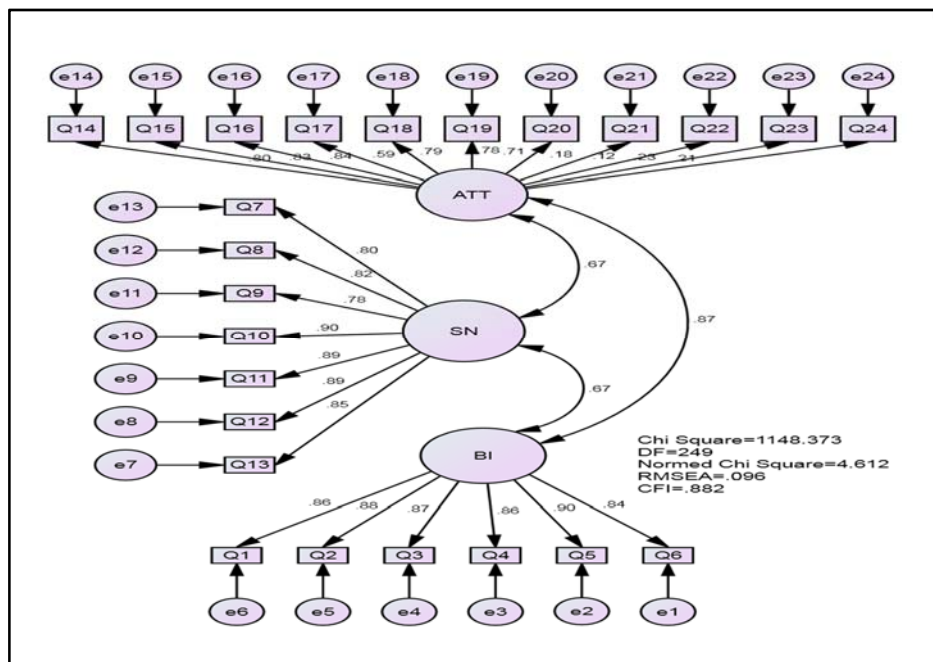 e14 e15 e16 e17 e18 e19 e20 e21 e22 e23 e24
Q14 Q15 Q16 Q17 Q18 Q19 Q20 Q21 Q22 Q23 Q24
.80 .83 .84 .59 .79 .78 .71 .18 .12 .23 .21
ATT
e13 Q7
.80
e12 Q8
.82
.67
e11 Q9
.78
e10 Q10
.90
SN
.87
e9 Q11
.89
e8 Q12
.89
.67
e7 Q13
.85
BI
Chi Square=1148.373
DF=249
Normed Chi Square=4.612
RMSEA=.096
CFI=.882
.86 .88 .87 .86 .90 .84
Q1 Q2 Q3 Q4 Q5 Q6
e6 e5 e4 e3 e2 e1